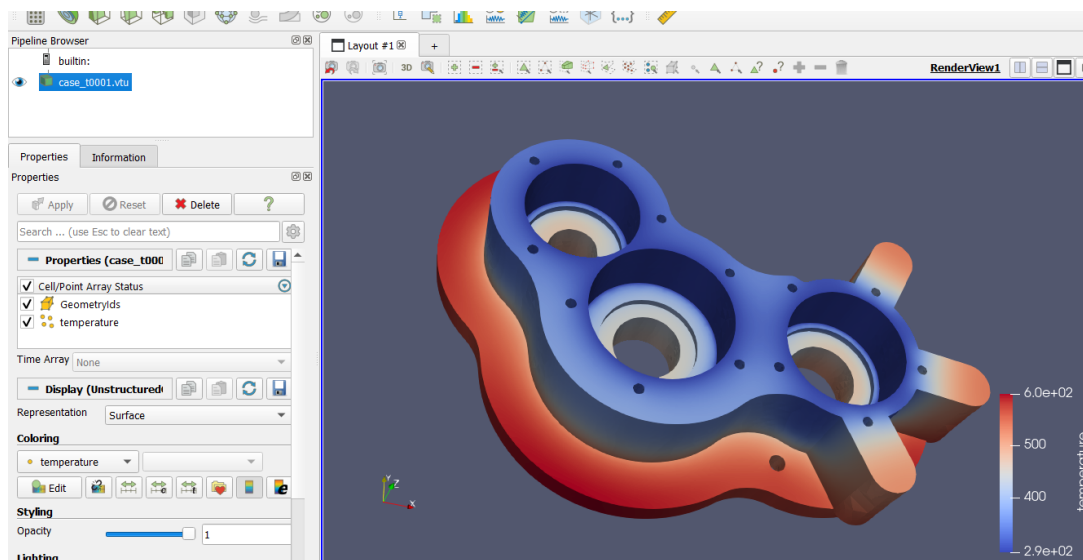 {...}
Pipeline Browser
builtin:
case_t0001.vtu
Properties
Information
Properties
Apply
Reset
Delete
?
Search ... (use Esc to clear text)
Properties (case_t000
Cell/Point Array Status
GeometryIds
temperature
Time Array
None
Display (Unstructured
Representation
Surface
Coloring
temperature
Edit
Styling
Opacity
1
Lighting
Layout #1
+
3D
RenderView1
Y
Z
X
6.0e+02
500
400
2.9e+02
temperature